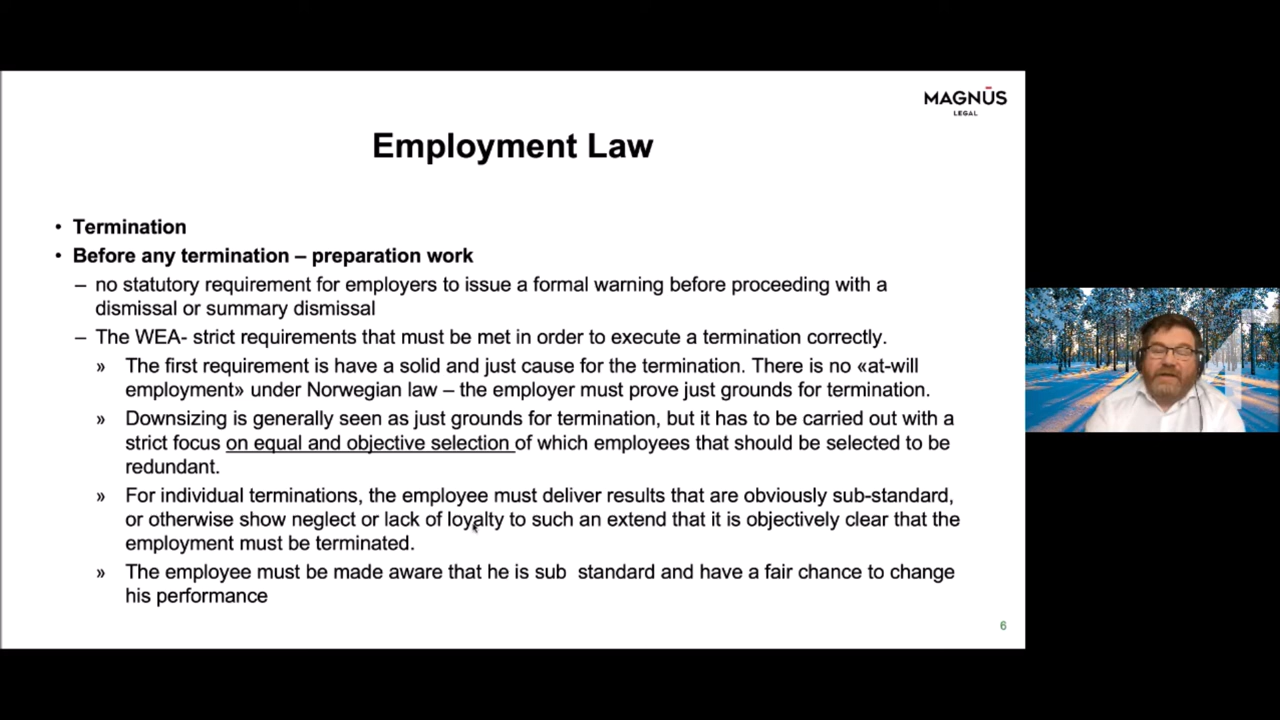 MAGNŪS
LEGAL
Employment Law
• Termination
• Before any termination – preparation work
– no statutory requirement for employers to issue a formal warning before proceeding with a
dismissal or summary dismissal
– The WEA- strict requirements that must be met in order to execute a termination correctly.
» The first requirement is have a solid and just cause for the termination. There is no «at-will
employment» under Norwegian law – the employer must prove just grounds for termination.
» Downsizing is generally seen as just grounds for termination, but it has to be carried out with a
strict focus on equal and objective selection of which employees that should be selected to be
redundant.
» For individual terminations, the employee must deliver results that are obviously sub-standard,
or otherwise show neglect or lack of loyalty to such an extend that it is objectively clear that the
employment must be terminated.
» The employee must be made aware that he is sub  standard and have a fair chance to change
his performance
6